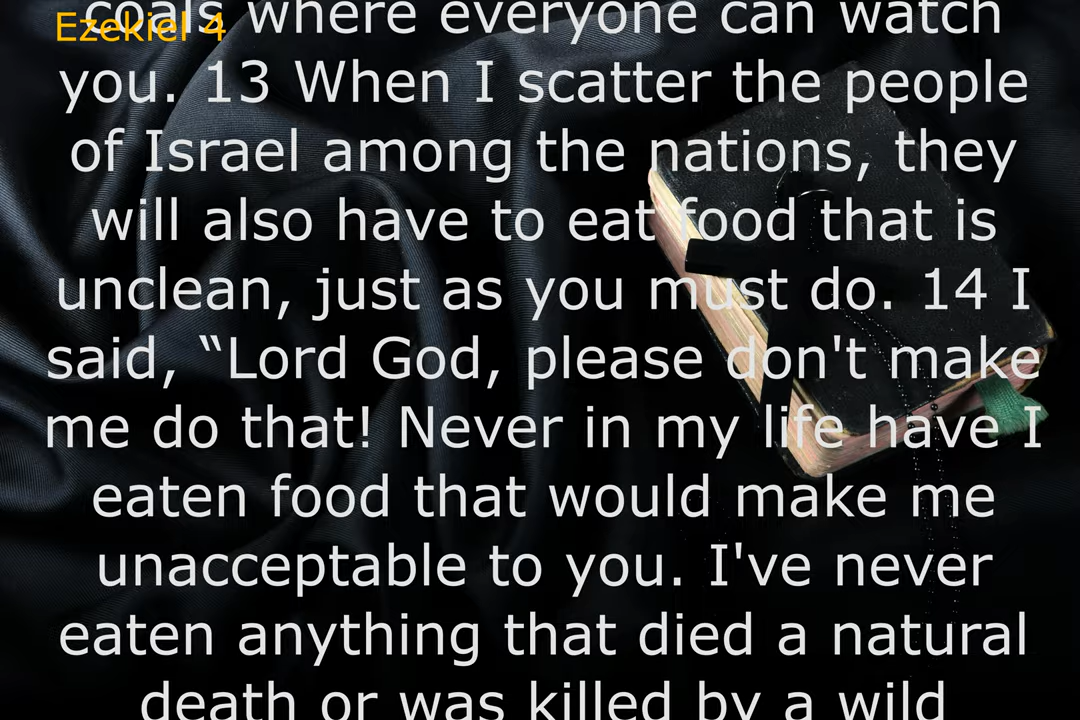 Ezekiel 4
coals where everyone can watch
you. 13 When I scatter the people
of Israel among the nations, they
will also have to eat food that is
unclean, just as you must do. 14 I
said, “Lord God, please don't make
me do that! Never in my life have I
eaten food that would make me
unacceptable to you. I've never
eaten anything that died a natural
death or was killed by a wild